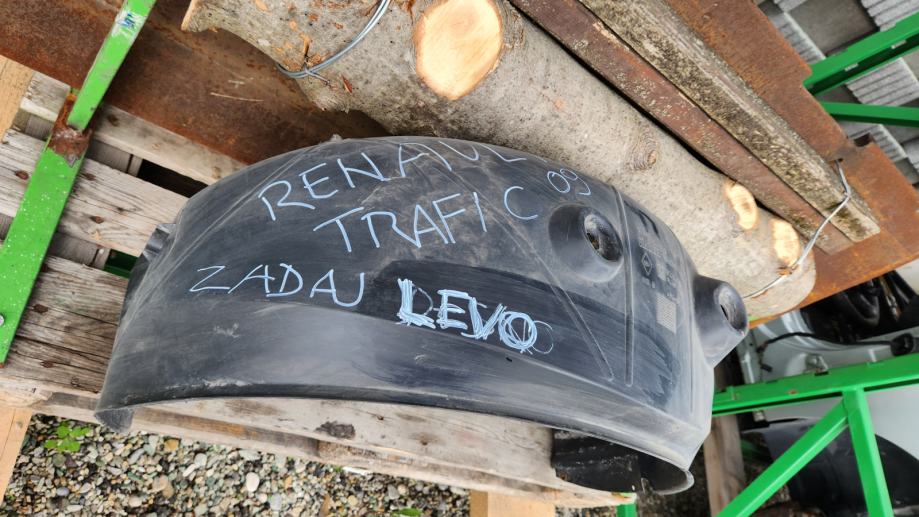 RENAUL 09
TRAFIC
ZADAJ LEVO